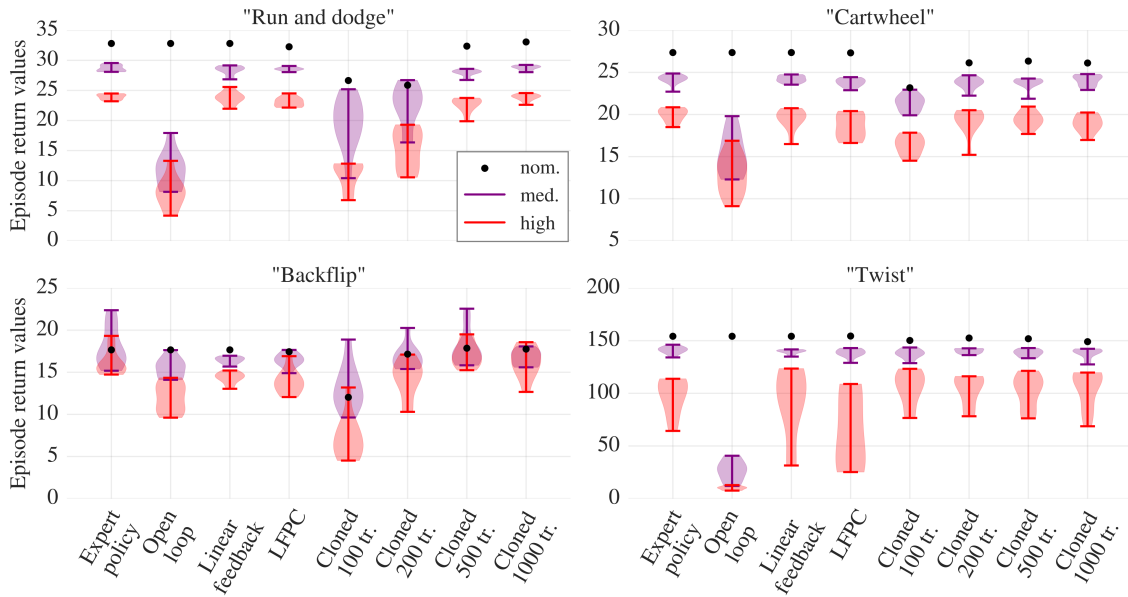 "Run and dodge"
Episode return values
35
30
25
20
15
10
5
0
nom.
med.
high
"Cartwheel"
30
25
20
15
10
5
"Backflip"
Episode return values
25
20
15
10
5
0
Expert
policy
Open
loop
Linear
feedback
LFPC
Cloned
100 tr.
Cloned
200 tr.
Cloned
500 tr.
Cloned
1000 tr.
"Twist"
200
150
100
50
0
Expert
policy
Open
loop
Linear
feedback
LFPC
Cloned
100 tr.
Cloned
200 tr.
Cloned
500 tr.
Cloned
1000 tr.